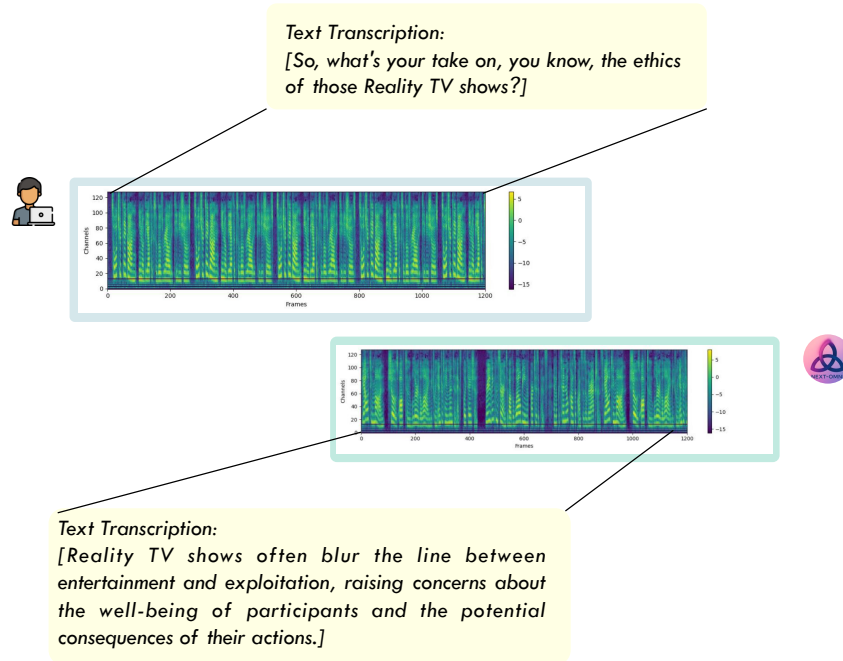 Text Transcription:
[So, what's your take on, you know, the ethics
of those Reality TV shows?]
120
100
80
60
40
20
0
Channels
0 200 400 600 800 1000 1200
Frames
5
0
−5
−10
−15
120
100
80
60
40
20
0
Channels
0 200 400 600 800 1000 1200
Frames
5
0
−5
−10
−15
NEXT-OMNI
Text Transcription:
[Reality TV shows often blur the line between
entertainment and exploitation, raising concerns about
the well-being of participants and the potential
consequences of their actions.]